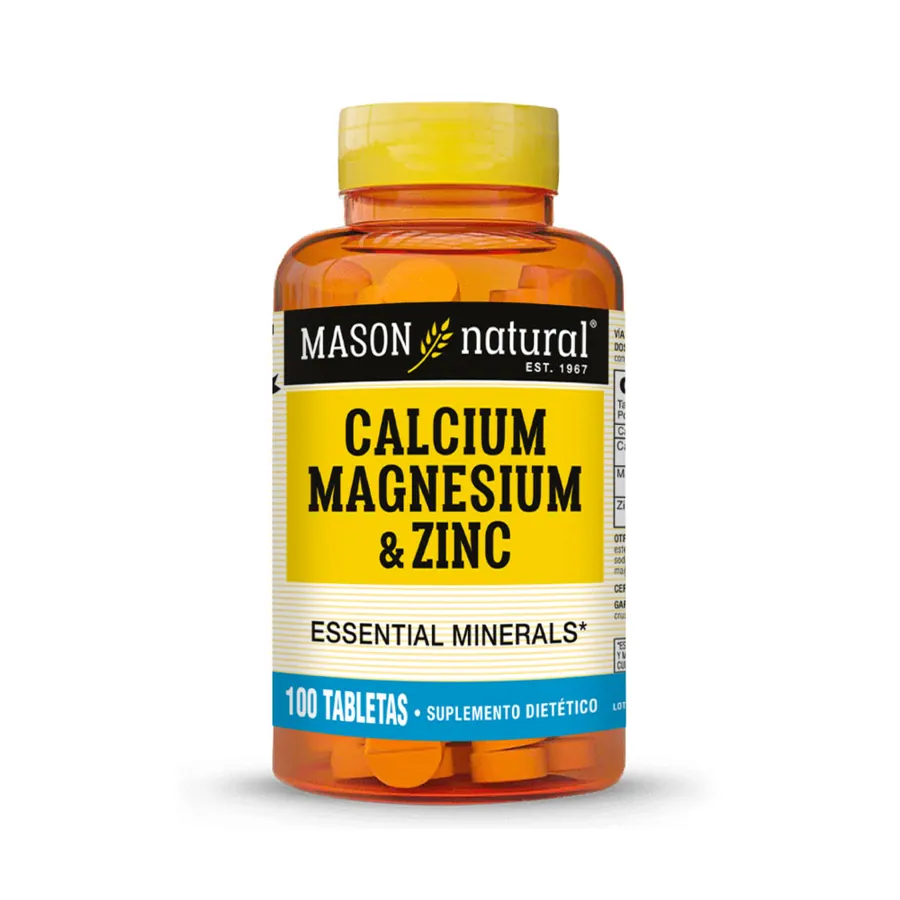 MASON natural®
EST. 1967
CALCIUM
MAGNESIUM
& ZINC
ESSENTIAL MINERALS*
100 TABLETAS • SUPLEMENTO DIETÉTICO